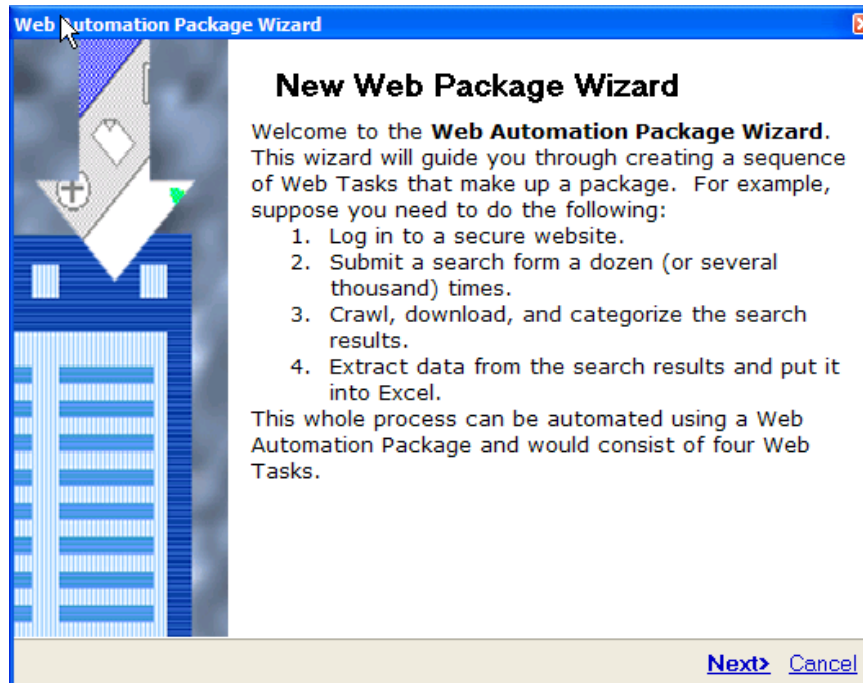 Web Automation Package Wizard
New Web Package Wizard
Welcome to the Web Automation Package Wizard.
This wizard will guide you through creating a sequence
of Web Tasks that make up a package. For example,
suppose you need to do the following:
1. Log in to a secure website.
2. Submit a search form a dozen (or several
thousand) times.
3. Crawl, download, and categorize the search
results.
4. Extract data from the search results and put it
into Excel.
This whole process can be automated using a Web
Automation Package and would consist of four Web
Tasks.
Next> Cancel